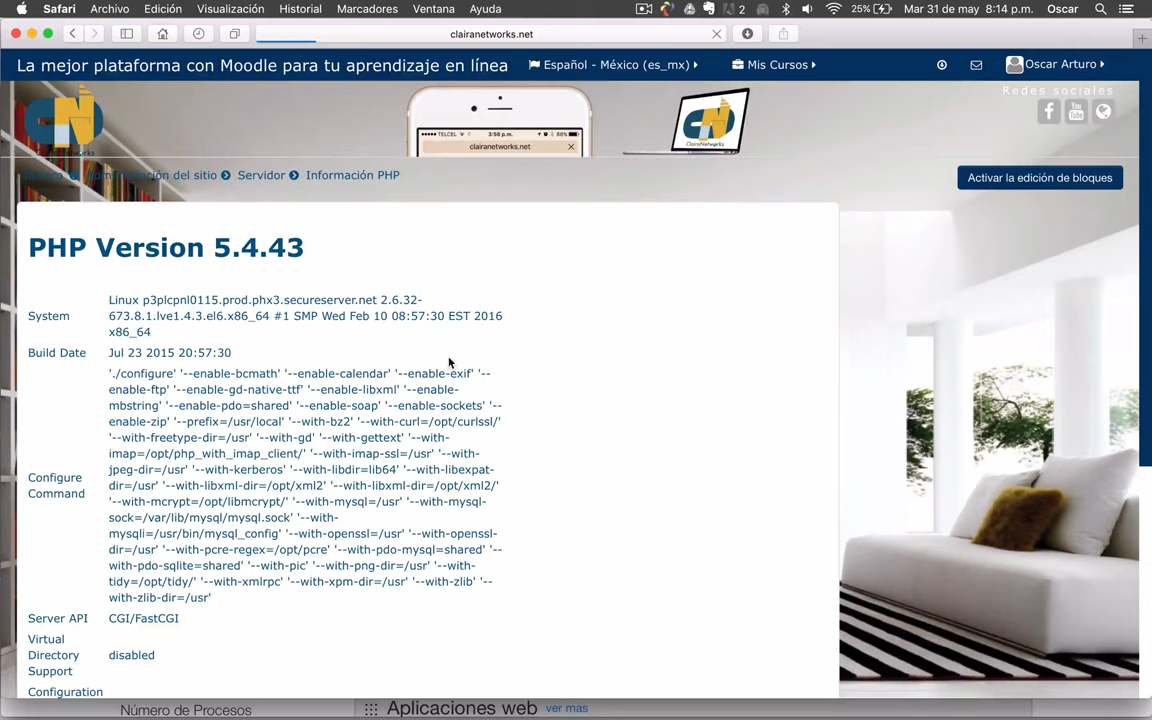 Safari Archivo Edición Visualización Historial Marcadores Ventana Ayuda 2 25% Mar 31 de may 8:14 p.m. Oscar
clairanetworks.net
La mejor plataforma con Moodle para tu aprendizaje en línea Español - México (es_mx) Mis Cursos Oscar Arturo
Redes sociales
f You Tube
TELCEL 3:58 p.m. 88%
clairanetworks.net
ClairaNetworks
del sitio Servidor Información PHP
Activar la edición de bloques
PHP Version 5.4.43
System
Linux p3plcpnl0115.prod.phx3.secureserver.net 2.6.32-
673.8.1.lve1.4.3.el6.x86_64 #1 SMP Wed Feb 10 08:57:30 EST 2016
x86_64
Build Date Jul 23 2015 20:57:30
Configure
Command
'./configure' '--enable-bcmath' '--enable-calendar' '--enable-exif' '--
enable-ftp' '--enable-gd-native-ttf' '--enable-libxml' '--enable-
mbstring' '--enable-pdo=shared' '--enable-soap' '--enable-sockets' '--
enable-zip' '--prefix=/usr/local' '--with-bz2' '--with-curl=/opt/curlssl/'
'--with-freetype-dir=/usr' '--with-gd' '--with-gettext' '--with-
imap=/opt/php_with_imap_client/' '--with-imap-ssl=/usr' '--with-
jpeg-dir=/usr' '--with-kerberos' '--with-libdir=lib64' '--with-libexpat-
dir=/usr' '--with-libxml-dir=/opt/xml2' '--with-libxml-dir=/opt/xml2/'
'--with-mcrypt=/opt/libmcrypt/' '--with-mysql=/usr' '--with-mysql-
sock=/var/lib/mysql/mysql.sock' '--with-
mysqli=/usr/bin/mysql_config' '--with-openssl=/usr' '--with-openssl-
dir=/usr' '--with-pcre-regex=/opt/pcre' '--with-pdo-mysql=shared' '--
with-pdo-sqlite=shared' '--with-pic' '--with-png-dir=/usr' '--with-
tidy=/opt/tidy/' '--with-xmlrpc' '--with-xpm-dir=/usr' '--with-zlib' '--
with-zlib-dir=/usr'
Server API CGI/FastCGI
Virtual
Directory
Support
disabled
Configuration
Número de Procesos Aplicaciones web ver mas